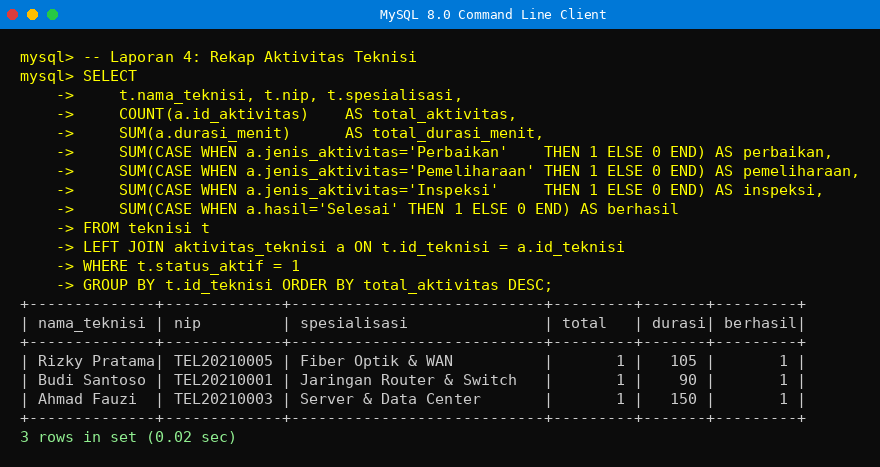 MySQL 8.0 Command Line Client
mysql> -- Laporan 4: Rekap Aktivitas Teknisi
mysql> SELECT
    ->     t.nama_teknisi, t.nip, t.spesialisasi,
    ->     COUNT(a.id_aktivitas)    AS total_aktivitas,
    ->     SUM(a.durasi_menit)      AS total_durasi_menit,
    ->     SUM(CASE WHEN a.jenis_aktivitas='Perbaikan'    THEN 1 ELSE 0 END) AS perbaikan,
    ->     SUM(CASE WHEN a.jenis_aktivitas='Pemeliharaan' THEN 1 ELSE 0 END) AS pemeliharaan,
    ->     SUM(CASE WHEN a.jenis_aktivitas='Inspeksi'     THEN 1 ELSE 0 END) AS inspeksi,
    ->     SUM(CASE WHEN a.hasil='Selesai' THEN 1 ELSE 0 END) AS berhasil
    -> FROM teknisi t
    -> LEFT JOIN aktivitas_teknisi a ON t.id_teknisi = a.id_teknisi
    -> WHERE t.status_aktif = 1
    -> GROUP BY t.id_teknisi ORDER BY total_aktivitas DESC;
+--------------+-------------+----------------------------+---------+-------+---------+
| nama_teknisi | nip         | spesialisasi               | total   | durasi| berhasil|
+--------------+-------------+----------------------------+---------+-------+---------+
| Rizky Pratama| TEL20210005 | Fiber Optik & WAN          |       1 |   105 |       1 |
| Budi Santoso | TEL20210001 | Jaringan Router & Switch   |       1 |    90 |       1 |
| Ahmad Fauzi  | TEL20210003 | Server & Data Center       |       1 |   150 |       1 |
+--------------+-------------+----------------------------+---------+-------+---------+
3 rows in set (0.02 sec)